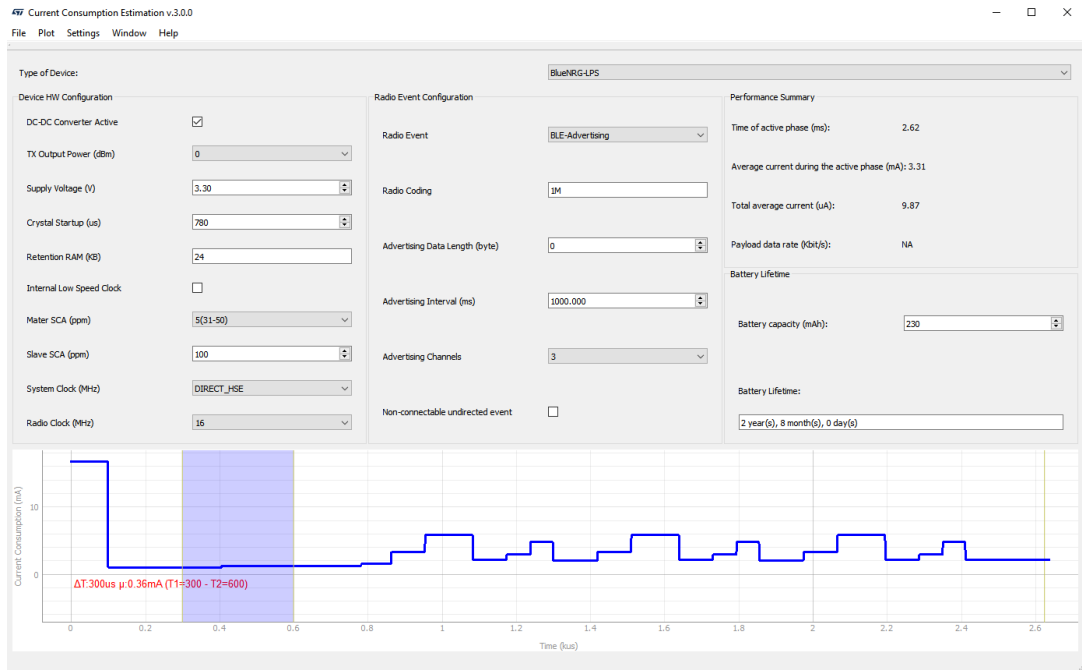 Current Consumption Estimation v.3.0.0
File Plot Settings Window Help
Type of Device:
BlueNRG-LPS
Device HW Configuration
DC-DC Converter Active
TX Output Power (dBm)
0
Supply Voltage (V)
3.30
Crystal Startup (us)
780
Retention RAM (KB)
24
Internal Low Speed Clock
Mater SCA (ppm)
5(31-50)
Slave SCA (ppm)
100
System Clock (MHz)
DIRECT_HSE
Radio Clock (MHz)
16
Radio Event Configuration
Radio Event
BLE-Advertising
Radio Coding
1M
Advertising Data Length (byte)
0
Advertising Interval (ms)
1000.000
Advertising Channels
3
Non-connectable undirected event
Performance Summary
Time of active phase (ms): 2.62
Average current during the active phase (mA): 3.31
Total average current (uA): 9.87
Payload data rate (Kbit/s): NA
Battery Lifetime
Battery capacity (mAh):
230
Battery Lifetime:
2 year(s), 8 month(s), 0 day(s)
Current Consumption (mA)
10
0
ΔT:300us μ:0.36mA (T1=300 - T2=600)
0 0.2 0.4 0.6 0.8 1 1.2 1.4 1.6 1.8 2 2.2 2.4 2.6
Time (kus)